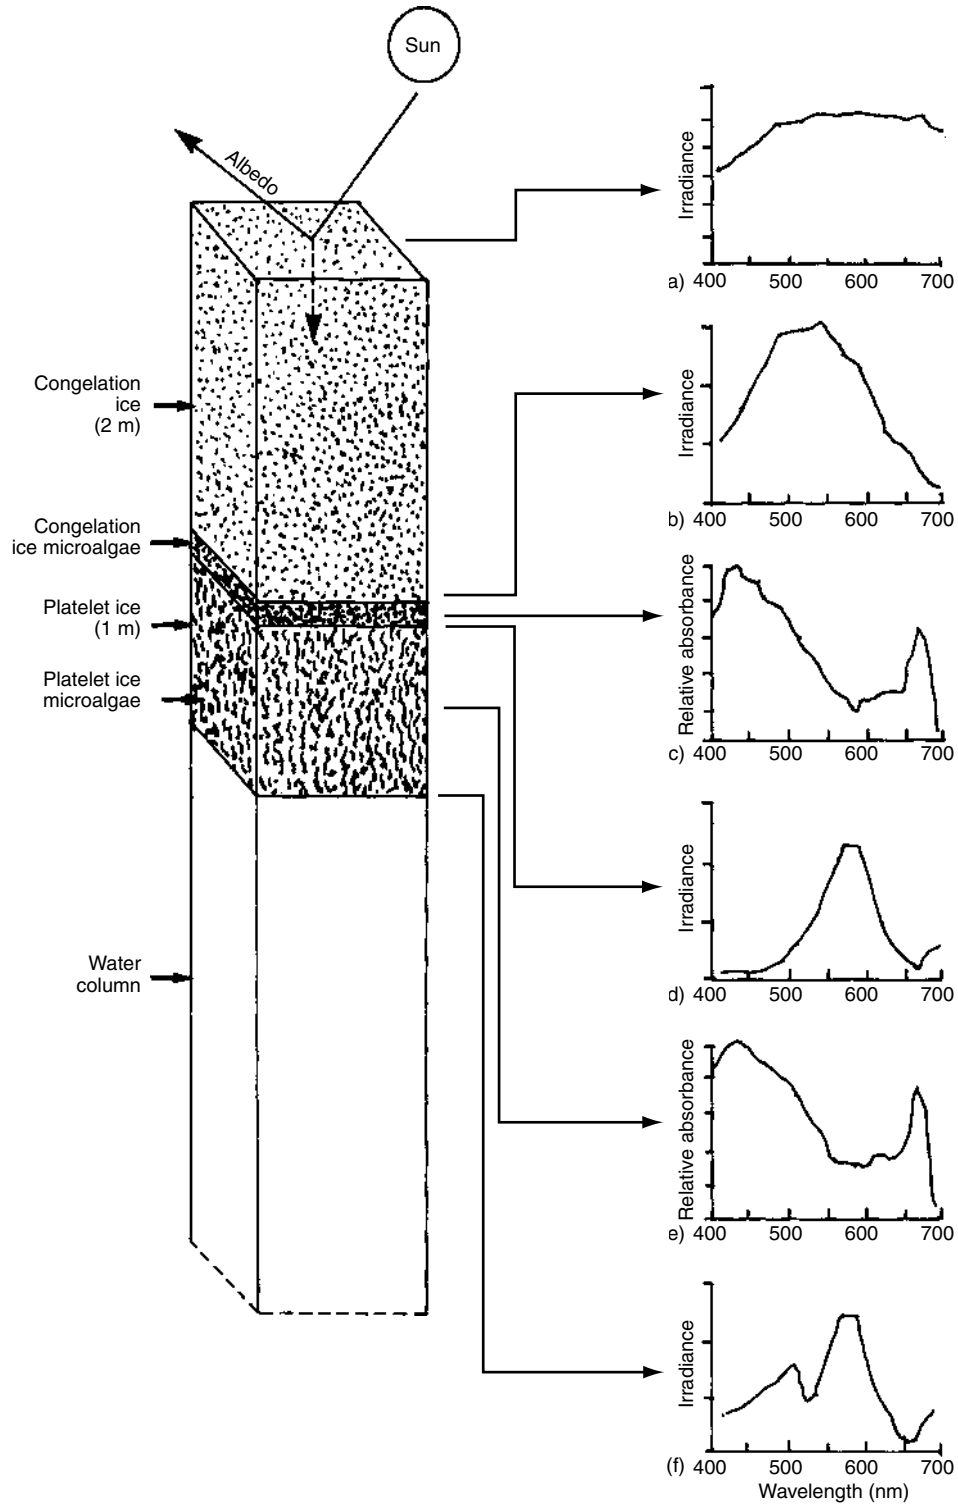 Sun
Albedo
Congelation
ice
(2 m)
Congelation
ice microalgae
Platelet ice
(1 m)
Platelet ice
microalgae
Water
column
Irradiance
a) 400 500 600 700
Irradiance
b) 400 500 600 700
Relative absorbance
c) 400 500 600 700
Irradiance
d) 400 500 600 700
Relative absorbance
e) 400 500 600 700
Irradiance
(f) 400 500 600 700
Wavelength (nm)